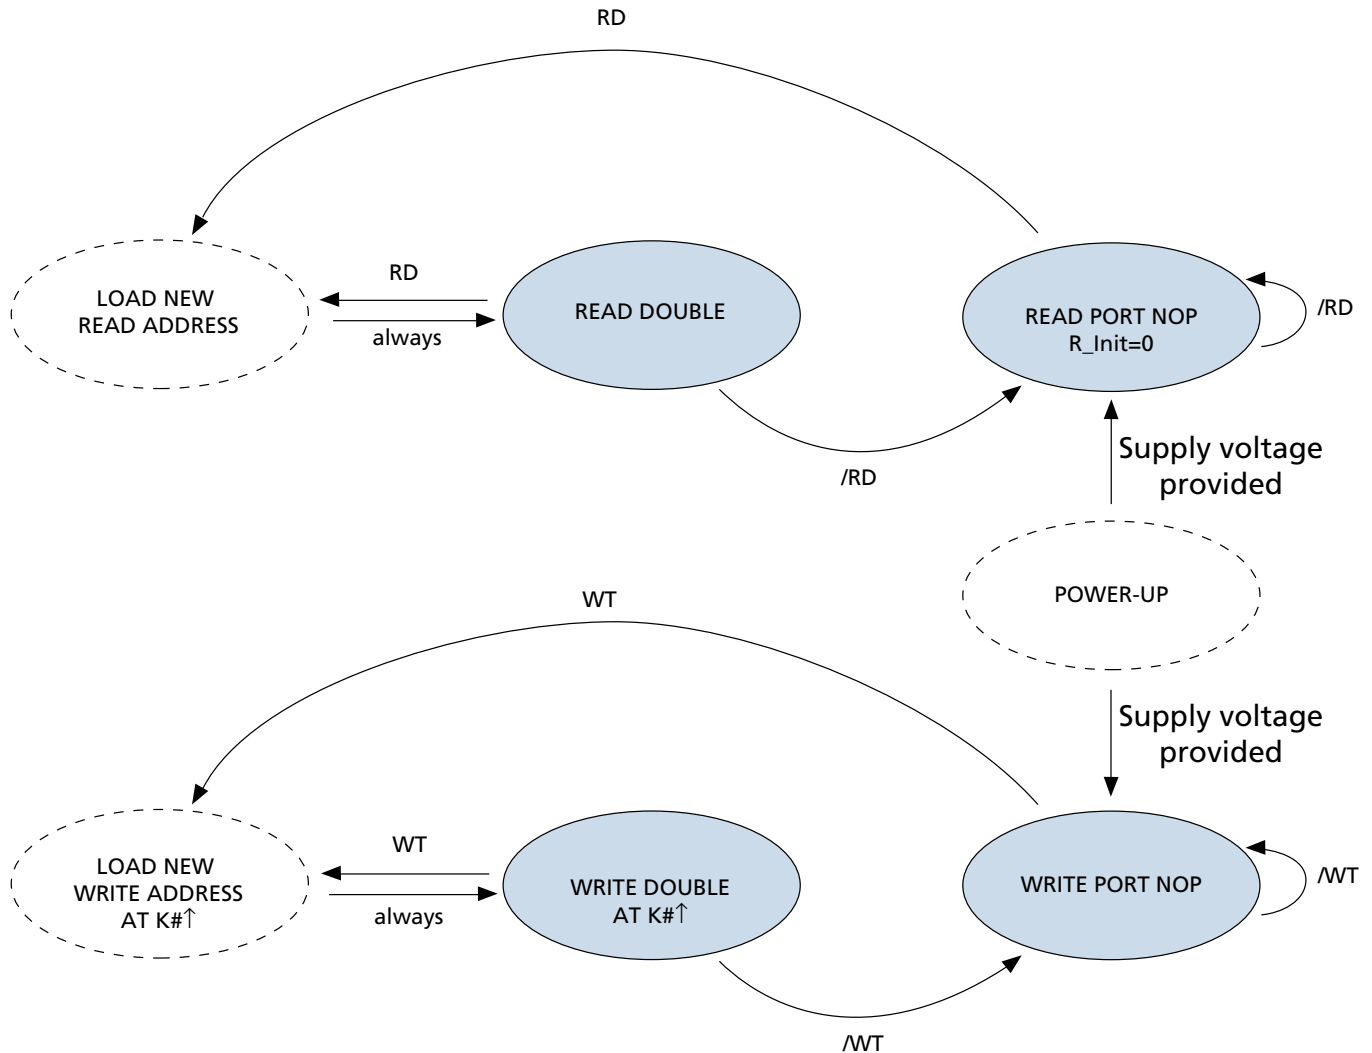 RD
LOAD NEW
READ ADDRESS
RD
always
READ DOUBLE
READ PORT NOP
R_Init=0
/RD
/RD
Supply voltage
provided
POWER-UP
WT
Supply voltage
provided
LOAD NEW
WRITE ADDRESS
AT K#↑
WT
always
WRITE DOUBLE
AT K#↑
WRITE PORT NOP
/WT
/WT